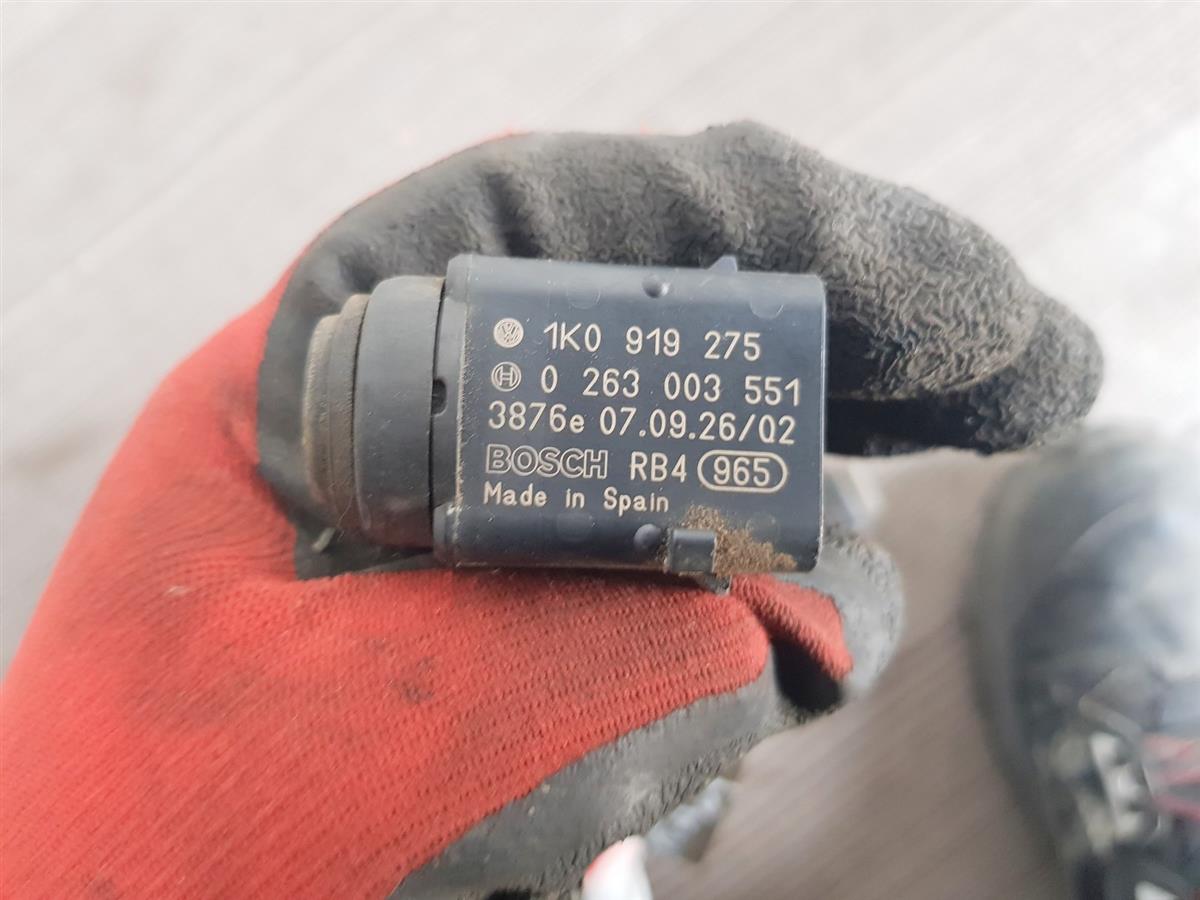 1K0 919 275
0 263 003 551
3876e 07.09.26/02
BOSCH RB4 965
Made in Spain